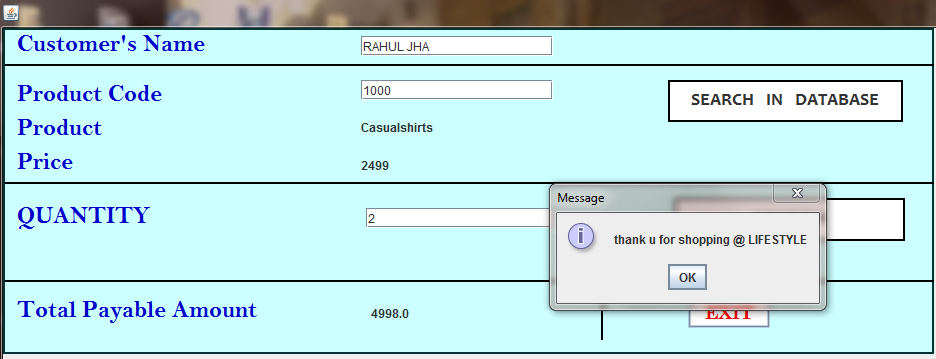 Customer's Name RAHUL JHA
Product Code 1000 SEARCH IN DATABASE
Product Casualshirts
Price 2499
Message
QUANTITY 2
thank u for shopping @ LIFESTYLE
OK
Total Payable Amount 4998.0 EXIT